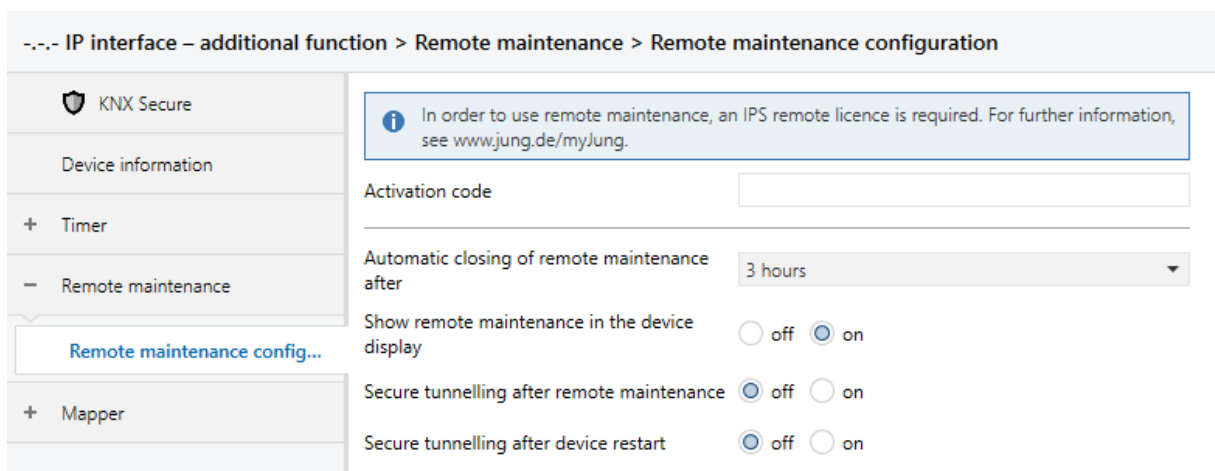 -.-.- IP interface – additional function > Remote maintenance > Remote maintenance configuration
KNX Secure
Device information
+ Timer
− Remote maintenance
Remote maintenance config...
+ Mapper
In order to use remote maintenance, an IPS remote licence is required. For further information,
see www.jung.de/myJung.
Activation code
Automatic closing of remote maintenance
after
3 hours
Show remote maintenance in the device
display
off on
Secure tunnelling after remote maintenance off on
Secure tunnelling after device restart off on